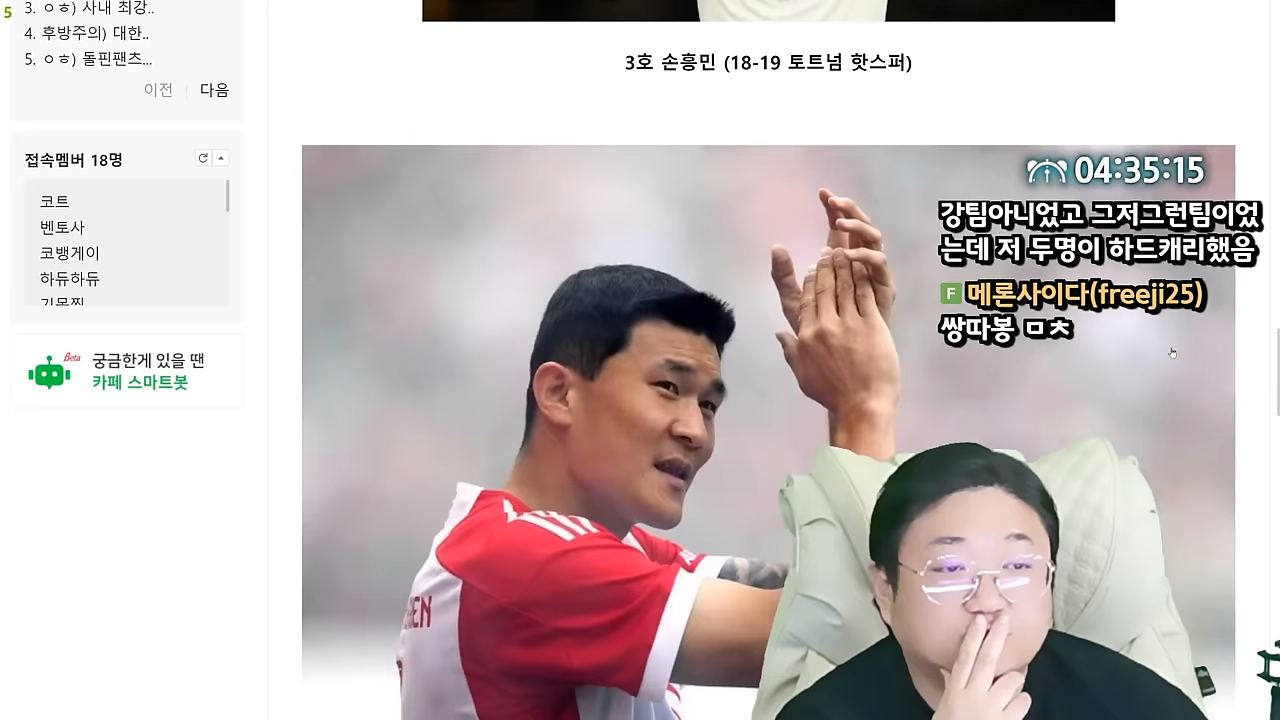 5
3. ㅇㅎ) 사내 최강..
4. 후방주의) 대한..
5. ㅇㅎ) 돌핀팬츠...
이전 다음
접속멤버 18명
코트
벤토사
코뱅게이
하듀하듀
Beta
궁금한게 있을 땐
카페 스마트봇
3호 손흥민 (18-19 토트넘 핫스퍼)
04:35:15
강팀아니었고 그저그런팀이었
는데 저 두명이 하드캐리했음
F 메론사이다(freeji25)
쌍따봉 ㅁㅊ